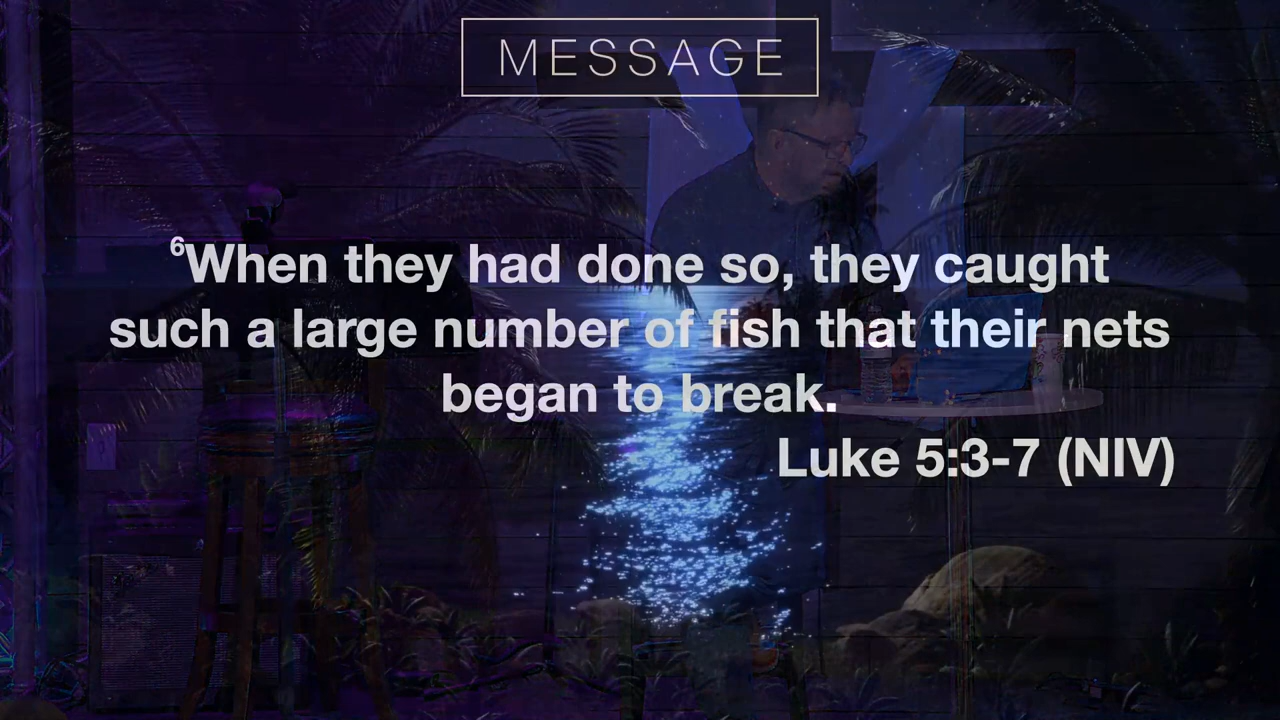 MESSAGE
⁶When they had done so, they caught
such a large number of fish that their nets
began to break.
Luke 5:3-7 (NIV)